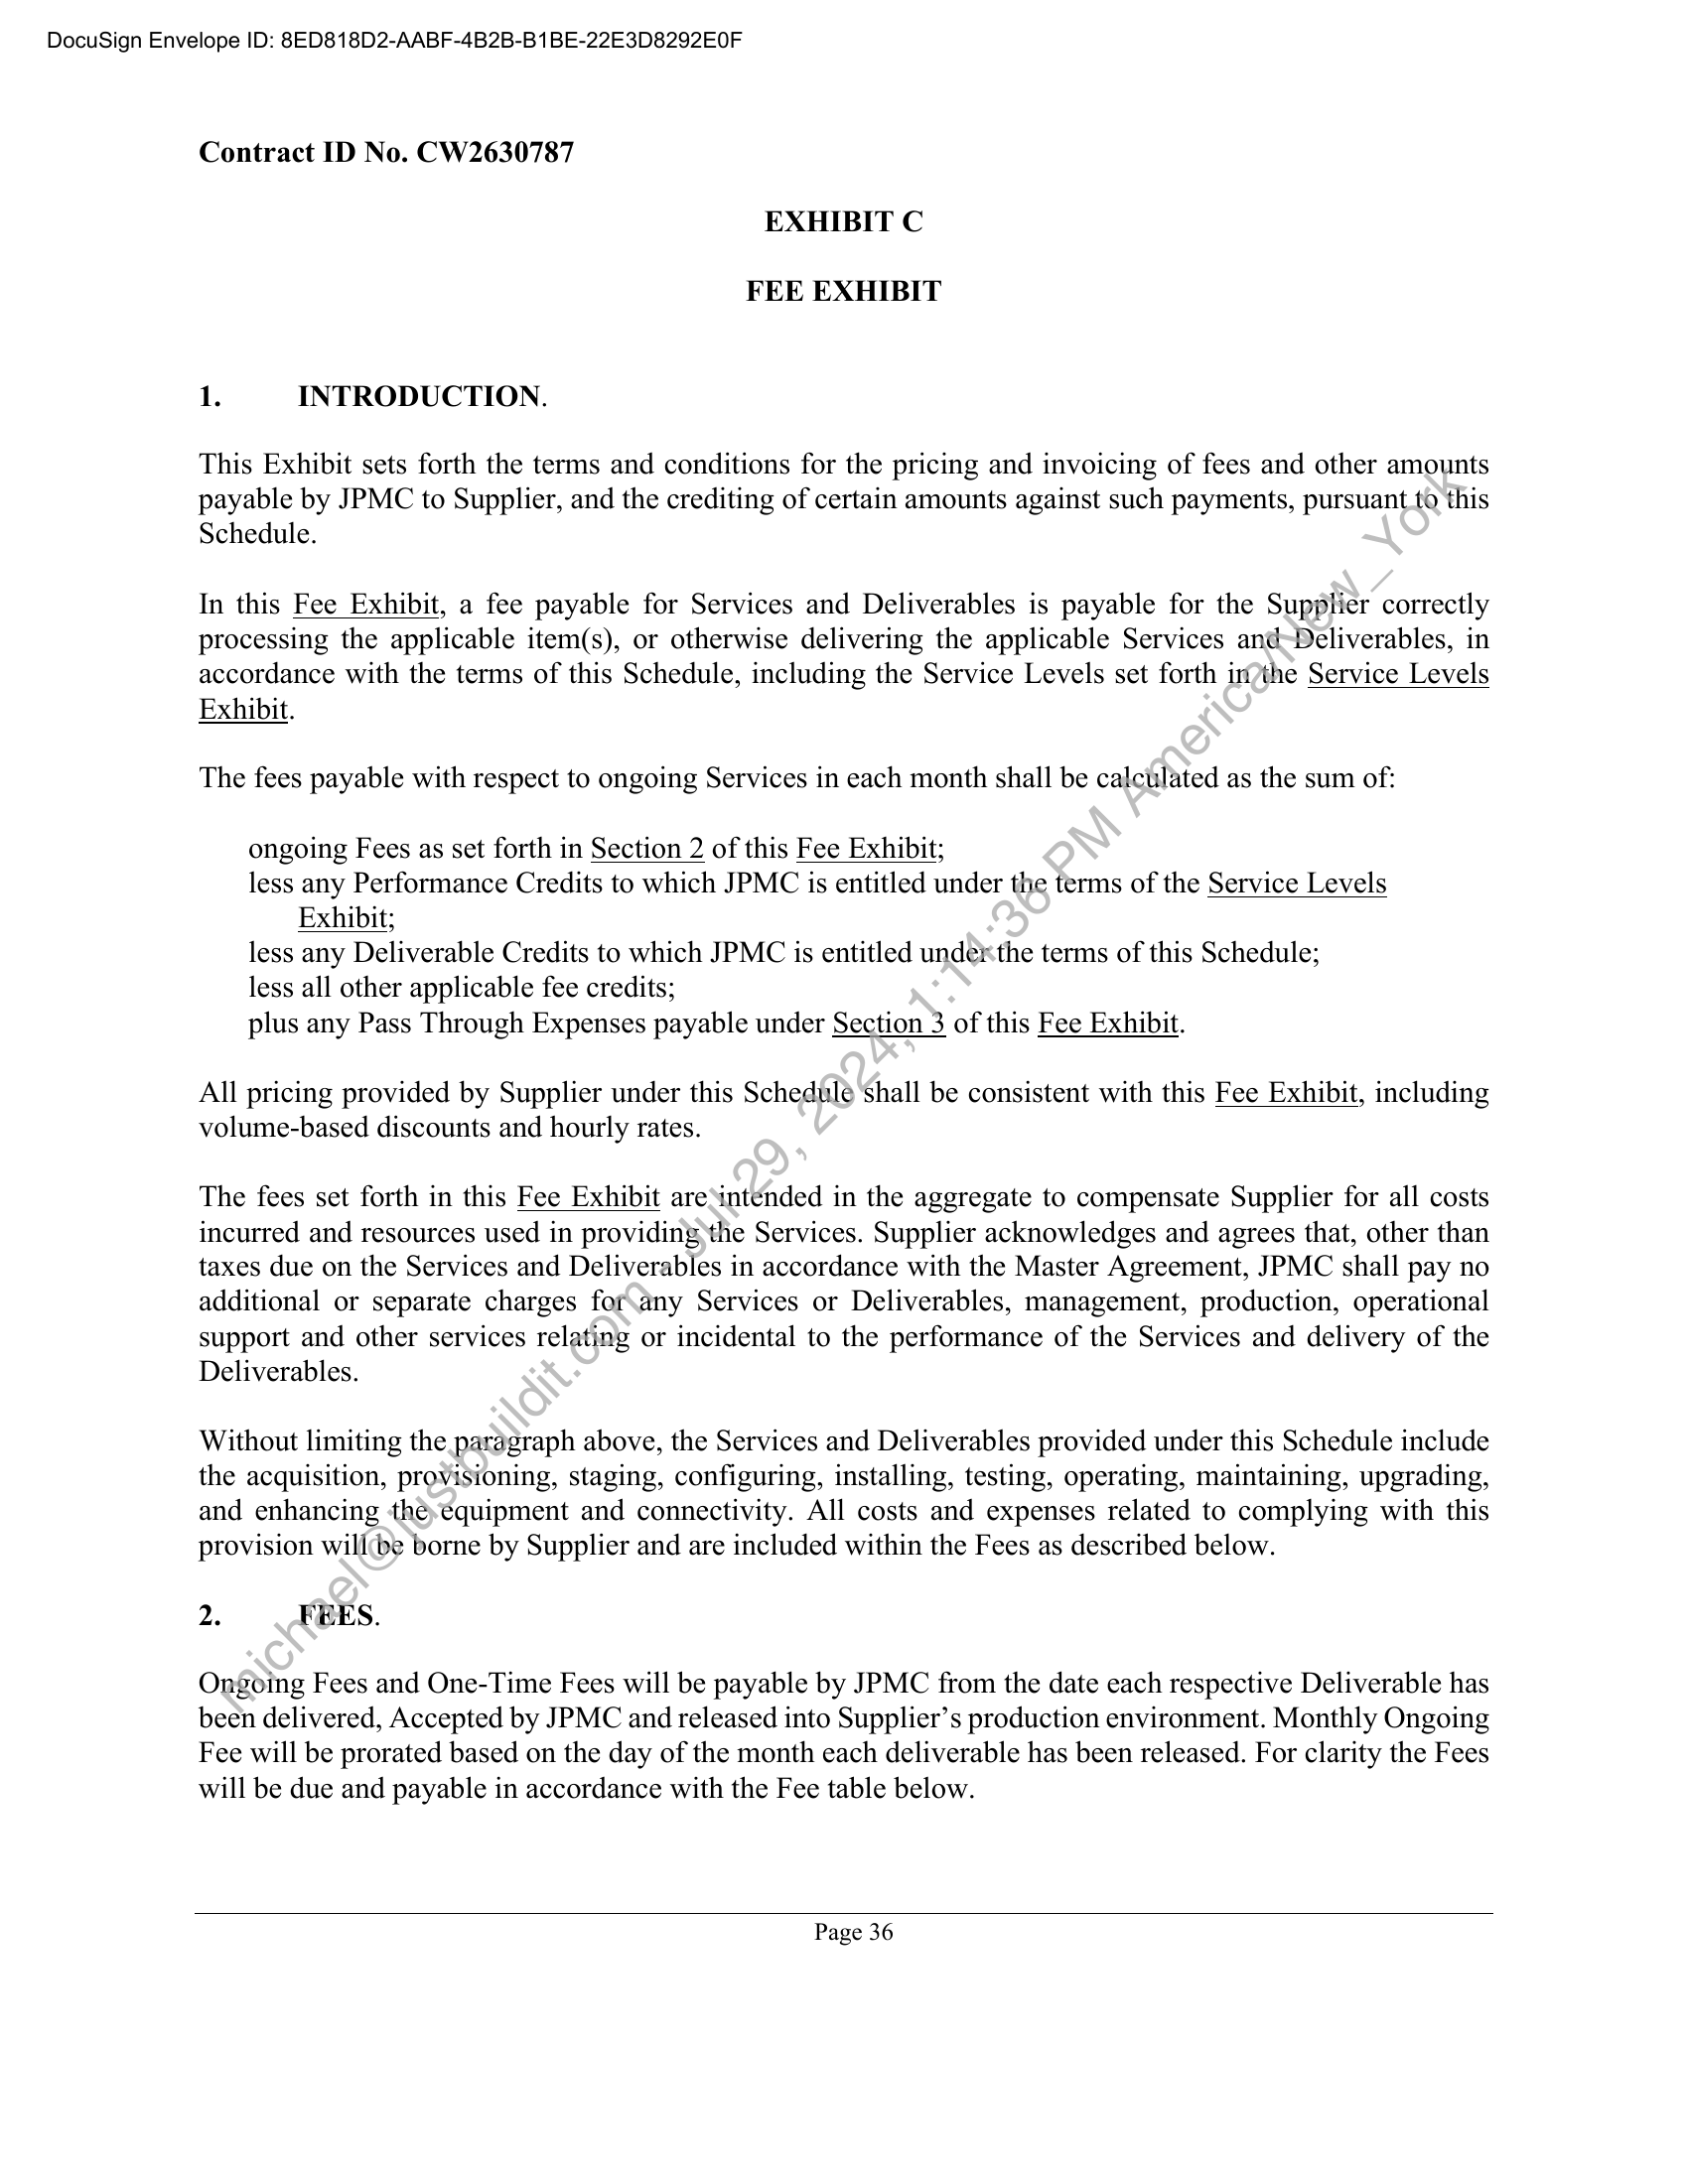 DocuSign Envelope ID: 8ED818D2-AABF-4B2B-B1BE-22E3D8292E0F
Contract ID No. CW2630787
EXHIBIT C
FEE EXHIBIT
1. INTRODUCTION.
This Exhibit sets forth the terms and conditions for the pricing and invoicing of fees and other amounts
payable by JPMC to Supplier, and the crediting of certain amounts against such payments, pursuant to this
Schedule.
In this Fee Exhibit, a fee payable for Services and Deliverables is payable for the Supplier correctly
processing the applicable item(s), or otherwise delivering the applicable Services and Deliverables, in
accordance with the terms of this Schedule, including the Service Levels set forth in the Service Levels
Exhibit.
The fees payable with respect to ongoing Services in each month shall be calculated as the sum of:
ongoing Fees as set forth in Section 2 of this Fee Exhibit;
less any Performance Credits to which JPMC is entitled under the terms of the Service Levels
Exhibit;
less any Deliverable Credits to which JPMC is entitled under the terms of this Schedule;
less all other applicable fee credits;
plus any Pass Through Expenses payable under Section 3 of this Fee Exhibit.
All pricing provided by Supplier under this Schedule shall be consistent with this Fee Exhibit, including
volume-based discounts and hourly rates.
The fees set forth in this Fee Exhibit are intended in the aggregate to compensate Supplier for all costs
incurred and resources used in providing the Services. Supplier acknowledges and agrees that, other than
taxes due on the Services and Deliverables in accordance with the Master Agreement, JPMC shall pay no
additional or separate charges for any Services or Deliverables, management, production, operational
support and other services relating or incidental to the performance of the Services and delivery of the
Deliverables.
Without limiting the paragraph above, the Services and Deliverables provided under this Schedule include
the acquisition, provisioning, staging, configuring, installing, testing, operating, maintaining, upgrading,
and enhancing the equipment and connectivity. All costs and expenses related to complying with this
provision will be borne by Supplier and are included within the Fees as described below.
2. FEES.
Ongoing Fees and One-Time Fees will be payable by JPMC from the date each respective Deliverable has
been delivered, Accepted by JPMC and released into Supplier’s production environment. Monthly Ongoing
Fee will be prorated based on the day of the month each deliverable has been released. For clarity the Fees
will be due and payable in accordance with the Fee table below.
Page 36
michael@justbuildit.com - Jul 29, 2024, 1:14:36 PM America/New_York